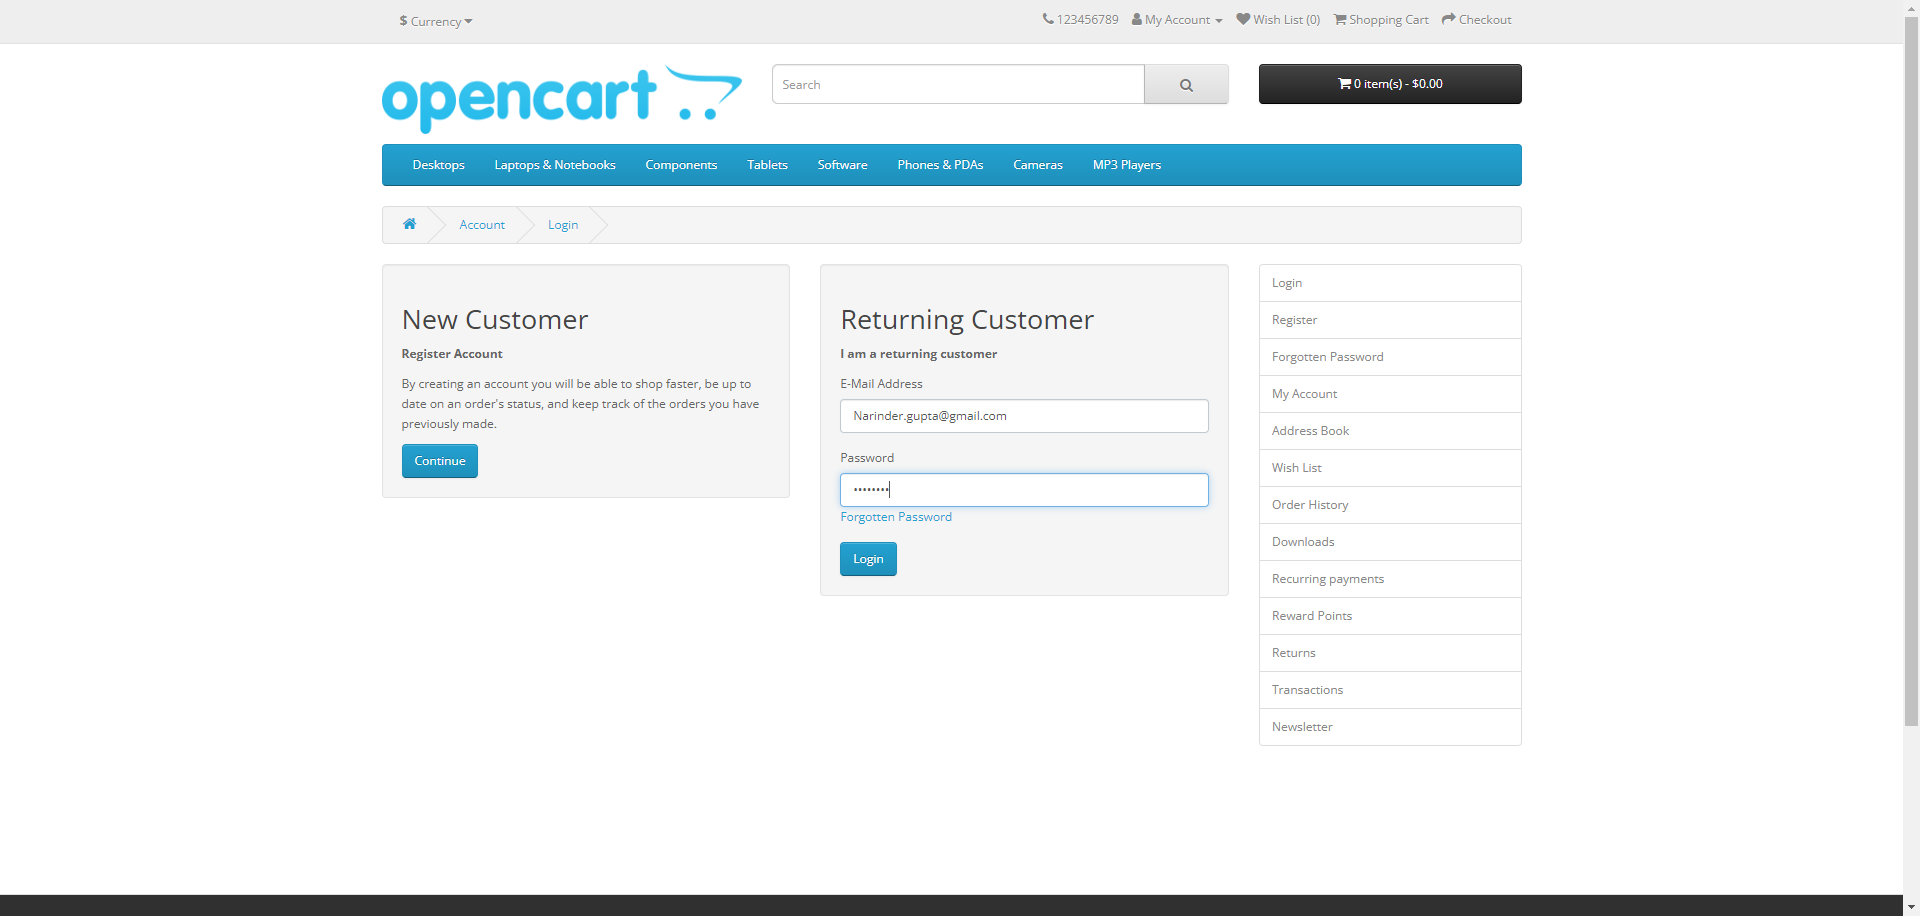 $ Currency
123456789 My Account Wish List (0) Shopping Cart Checkout
opencart
Search
0 item(s) - $0.00
Desktops Laptops & Notebooks Components Tablets Software Phones & PDAs Cameras MP3 Players
Account Login
New Customer
Register Account
By creating an account you will be able to shop faster, be up to
date on an order's status, and keep track of the orders you have
previously made.
Continue
Returning Customer
I am a returning customer
E-Mail Address
Narinder.gupta@gmail.com
Password
••••••••
Forgotten Password
Login
Login
Register
Forgotten Password
My Account
Address Book
Wish List
Order History
Downloads
Recurring payments
Reward Points
Returns
Transactions
Newsletter